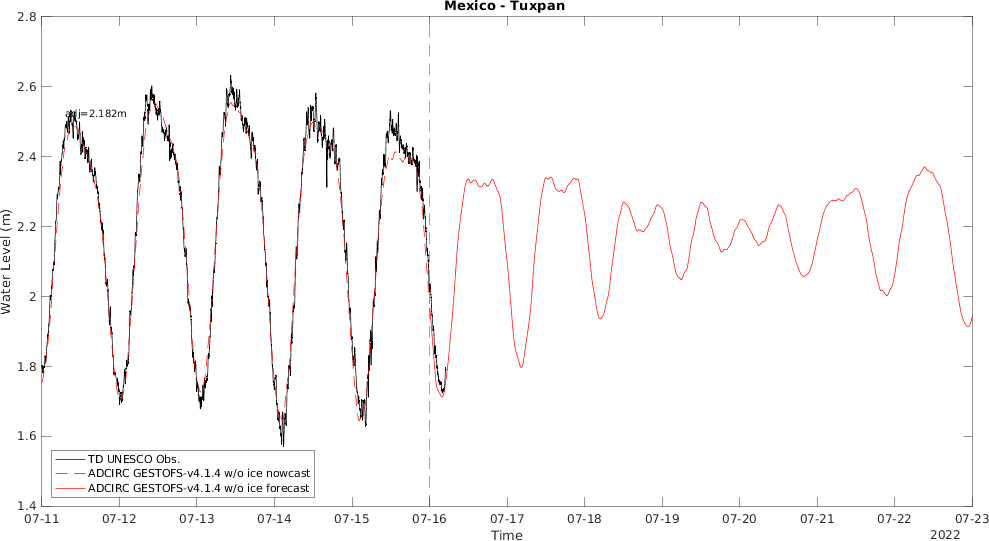 Mexico - Tuxpan
2.8
2.6
2.4
2.2
2
1.8
1.6
1.4
Water Level (m)
adj=2.182m
TD UNESCO Obs.
ADCIRC GESTOFS-v4.1.4 w/o ice nowcast
ADCIRC GESTOFS-v4.1.4 w/o ice forecast
07-11 07-12 07-13 07-14 07-15 07-16 07-17 07-18 07-19 07-20 07-21 07-22 07-23
Time
2022